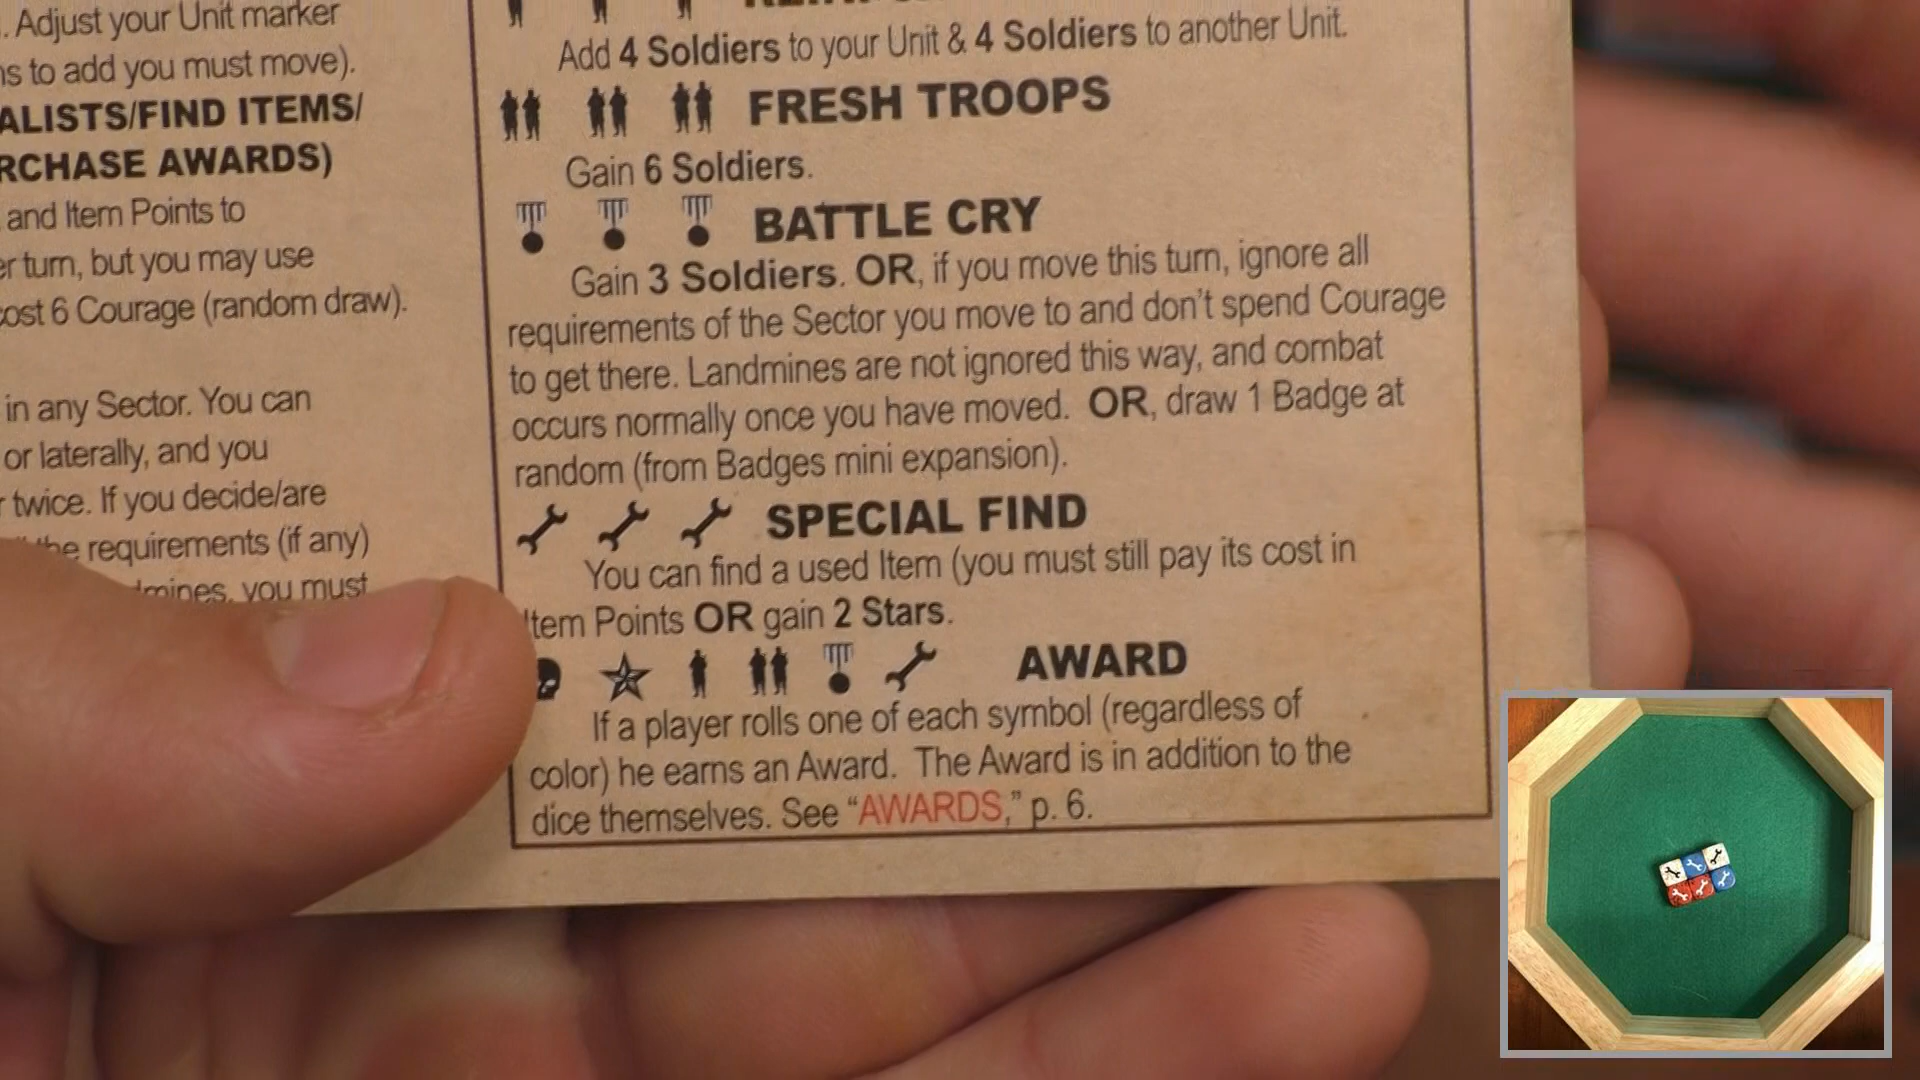 . Adjust your Unit marker
ns to add you must move).
ALISTS/FIND ITEMS/
RCHASE AWARDS)
and Item Points to
er turn, but you may use
cost 6 Courage (random draw).
in any Sector. You can
or laterally, and you
r twice. If you decide/are
the requirements (if any)
dmines, you must
Add 4 Soldiers to your Unit & 4 Soldiers to another Unit.
FRESH TROOPS
Gain 6 Soldiers.
BATTLE CRY
Gain 3 Soldiers. OR, if you move this turn, ignore all
requirements of the Sector you move to and don't spend Courage
to get there. Landmines are not ignored this way, and combat
occurs normally once you have moved. OR, draw 1 Badge at
random (from Badges mini expansion).
SPECIAL FIND
You can find a used Item (you must still pay its cost in
Item Points OR gain 2 Stars.
AWARD
If a player rolls one of each symbol (regardless of
color) he earns an Award. The Award is in addition to the
dice themselves. See “AWARDS,” p. 6.